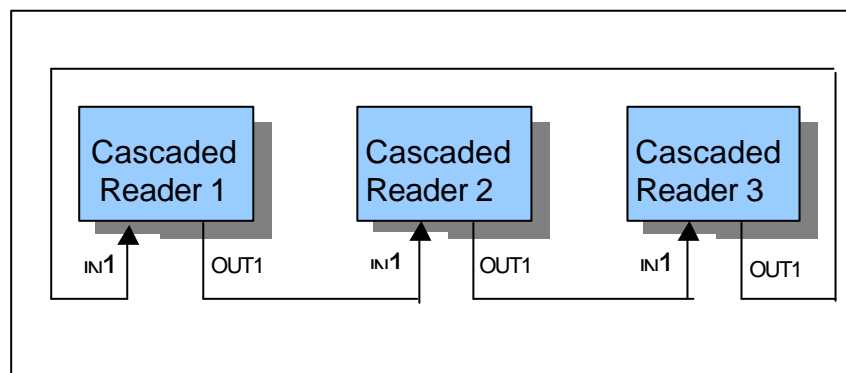 Cascaded
Reader 1
Cascaded
Reader 2
Cascaded
Reader 3
IN1
OUT1
IN1
OUT1
IN1
OUT1